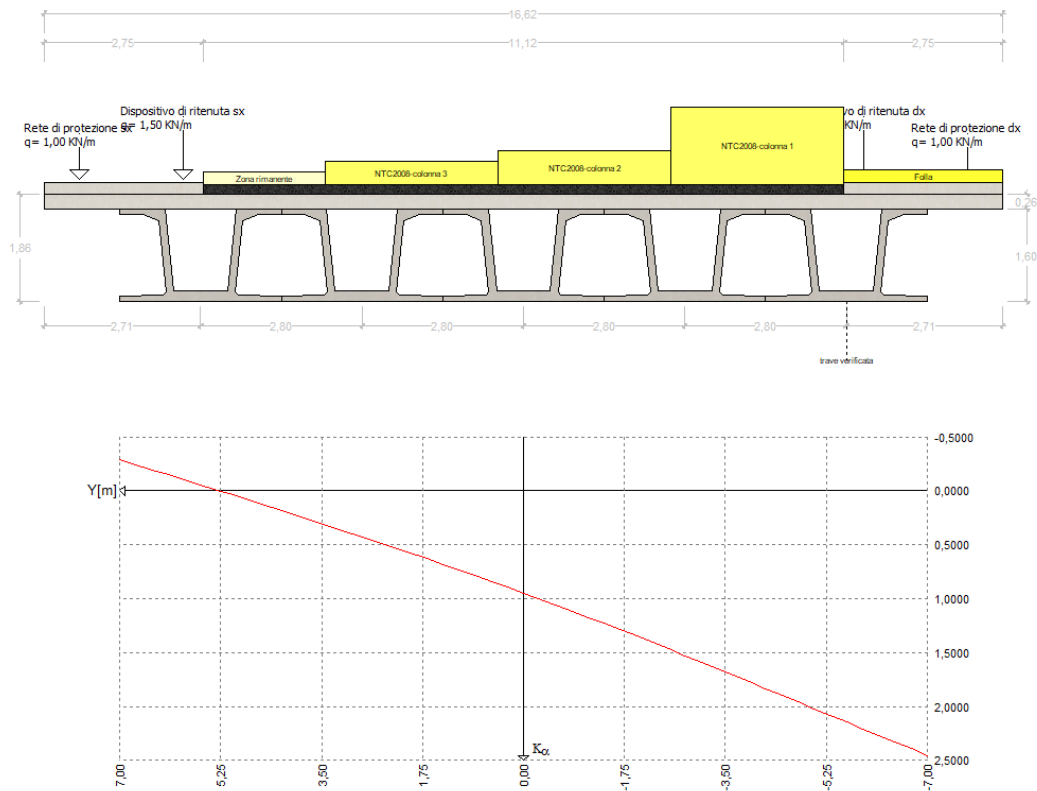 16,62
2,75 11,12 2,75
Dispositivo di ritenuta sx
q= 1,50 KN/m
Rete di protezione sx
q= 1,00 KN/m
vo di ritenuta dx
KN/m
Rete di protezione dx
q= 1,00 KN/m
NTC2008-colonna 1
NTC2008-colonna 2
NTC2008-colonna 3
Zona rimanente
Folla
0,26
1,86
1,60
2,71 2,80 2,80 2,80 2,80 2,71
trave verificata
-0,5000
Y[m]
0,0000
0,5000
1,0000
1,5000
2,0000
2,5000
Kα
7,00 5,25 3,50 1,75 0,00 -1,75 -3,50 -5,25 -7,00